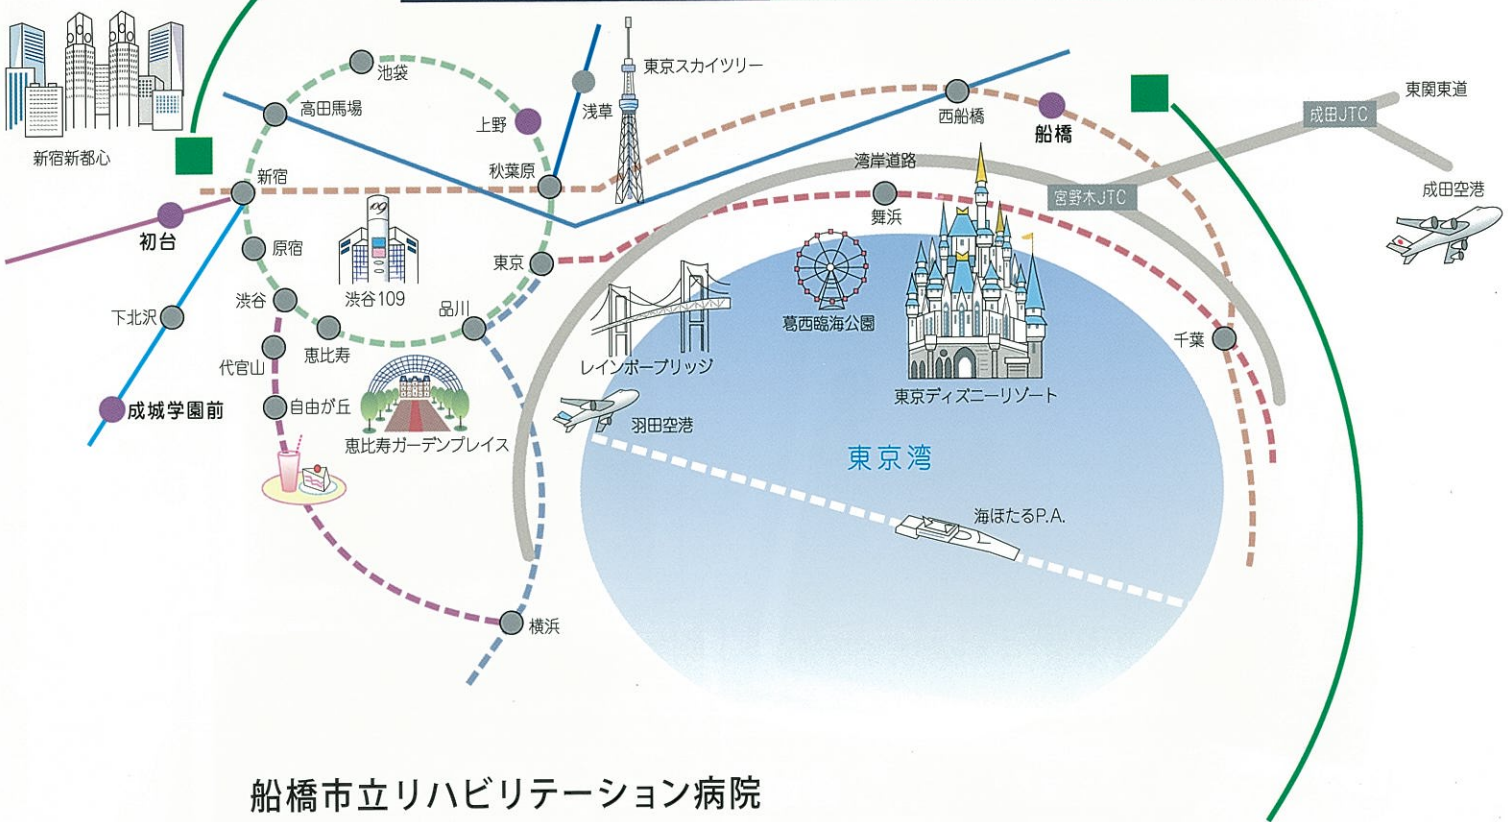 新宿新都心
池袋
高田馬場
上野
浅草
東京スカイツリー
西船橋
船橋
成田JTC
東関東道
新宿
秋葉原
湾岸道路
宮野木JTC
成田空港
初台
舞浜
原宿
渋谷109
東京
109
渋谷
品川
下北沢
恵比寿
葛西臨海公園
千葉
代官山
レインボーブリッジ
東京ディズニーリゾート
成城学園前
自由が丘
恵比寿ガーデンプレイス
羽田空港
東京湾
海ほたるP.A.
横浜
船橋市立リハビリテーション病院